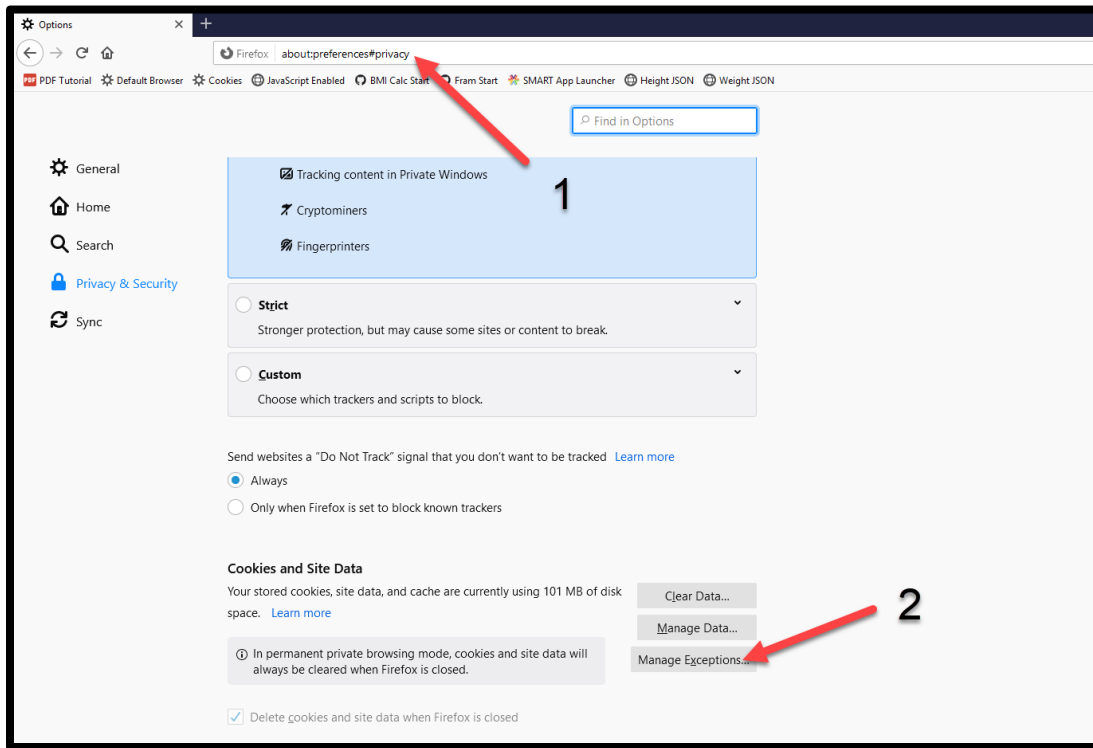 Options
Firefox about:preferences#privacy
PDF PDF Tutorial Default Browser Cookies JavaScript Enabled BMI Calc Start Fram Start SMART App Launcher Height JSON Weight JSON
Find in Options
General
Home
Search
Privacy & Security
Sync
Tracking content in Private Windows
1
Cryptominers
Fingerprinters
Strict
Stronger protection, but may cause some sites or content to break.
Custom
Choose which trackers and scripts to block.
Send websites a “Do Not Track” signal that you don’t want to be tracked Learn more
Always
Only when Firefox is set to block known trackers
Cookies and Site Data
Your stored cookies, site data, and cache are currently using 101 MB of disk
space. Learn more
Clear Data...
Manage Data...
2
Manage Exceptions...
In permanent private browsing mode, cookies and site data will
always be cleared when Firefox is closed.
Delete cookies and site data when Firefox is closed